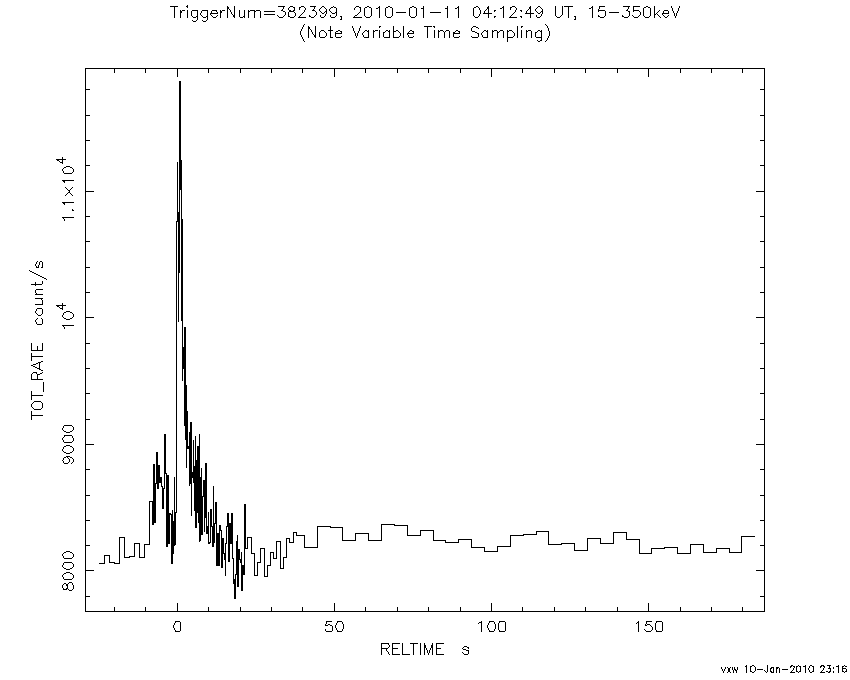 TriggerNum=382399, 2010-01-11 04:12:49 UT, 15-350keV
(Note Variable Time Sampling)
TOT_RATE count/s
1.1×10⁴
10⁴
9000
8000
0 50 100 150
RELTIME s
vxw 10-Jan-2010 23:16